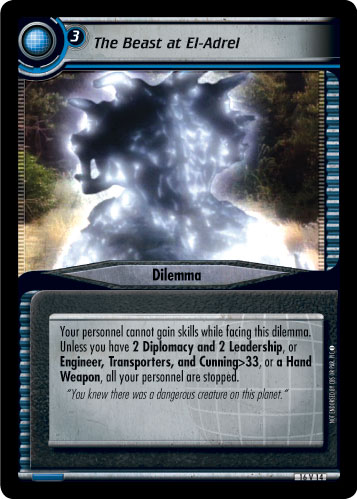 3
The Beast at El-Adrel
Dilemma
Your personnel cannot gain skills while facing this dilemma.
Unless you have 2 Diplomacy and 2 Leadership, or
Engineer, Transporters, and Cunning>33, or a Hand
Weapon, all your personnel are stopped.
"You knew there was a dangerous creature on this planet."
16 V 14